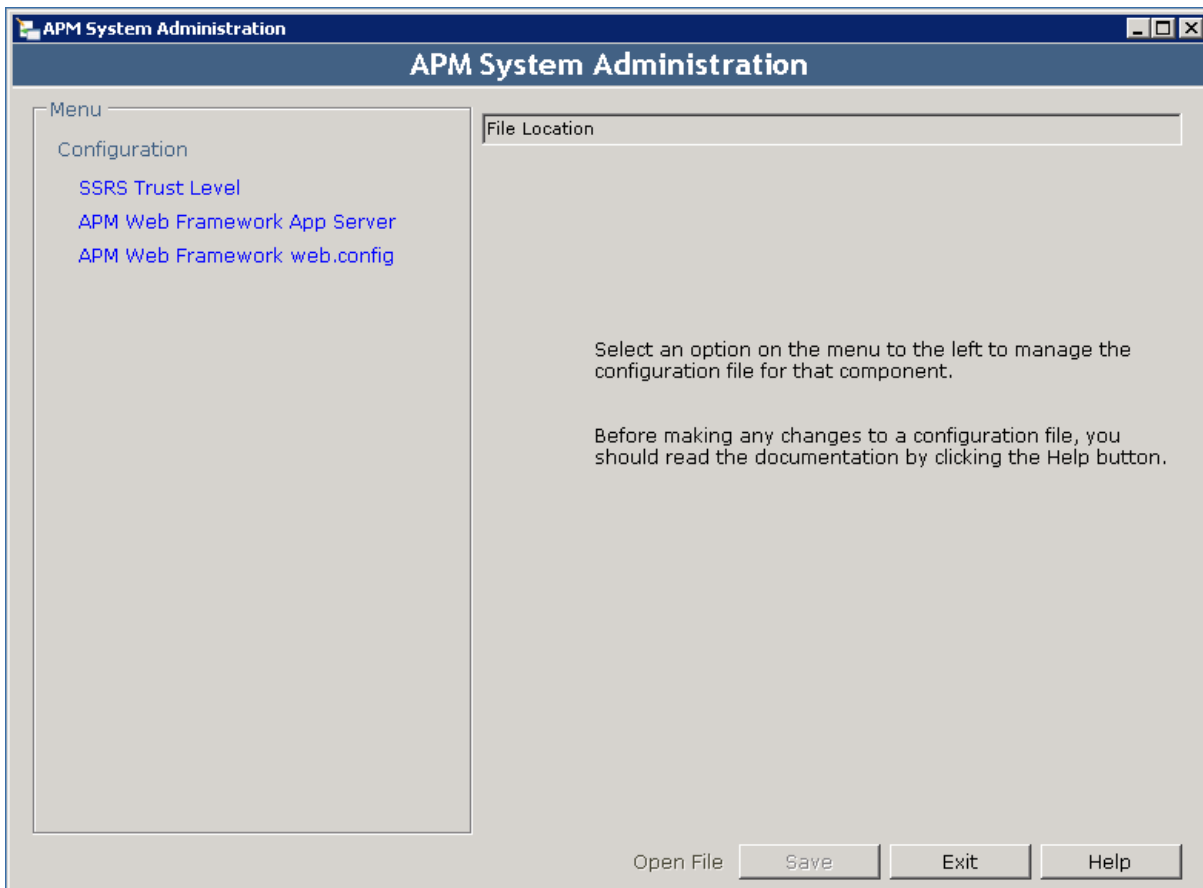 APM System Administration
APM System Administration
Menu
Configuration
SSRS Trust Level
APM Web Framework App Server
APM Web Framework web.config
File Location
Select an option on the menu to the left to manage the
configuration file for that component.
Before making any changes to a configuration file, you
should read the documentation by clicking the Help button.
Open File
Save
Exit
Help